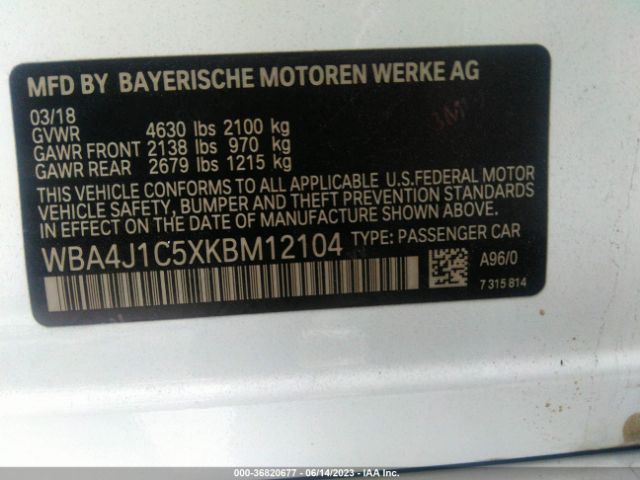 MFD BY BAYERISCHE MOTOREN WERKE AG
03/18
GVWR 4630 lbs 2100 kg
GAWR FRONT 2138 lbs 970 kg
GAWR REAR 2679 lbs 1215 kg
THIS VEHICLE CONFORMS TO ALL APPLICABLE U.S.FEDERAL MOTOR
VEHICLE SAFETY, BUMPER AND THEFT PREVENTION STANDARDS
IN EFFECT ON THE DATE OF MANUFACTURE SHOWN ABOVE.
WBA4J1C5XKBM12104 TYPE: PASSENGER CAR
A96/0
7 315 814
000-36820677 - 06/14/2023 - IAA Inc.